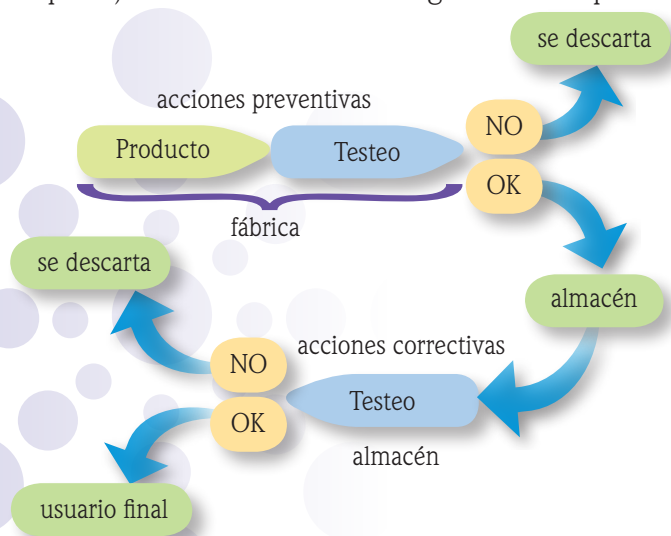 se descarta
acciones preventivas
NO
Producto
Testeo
OK
fábrica
se descarta
almacén
acciones correctivas
NO
Testeo
OK
almacén
usuario final